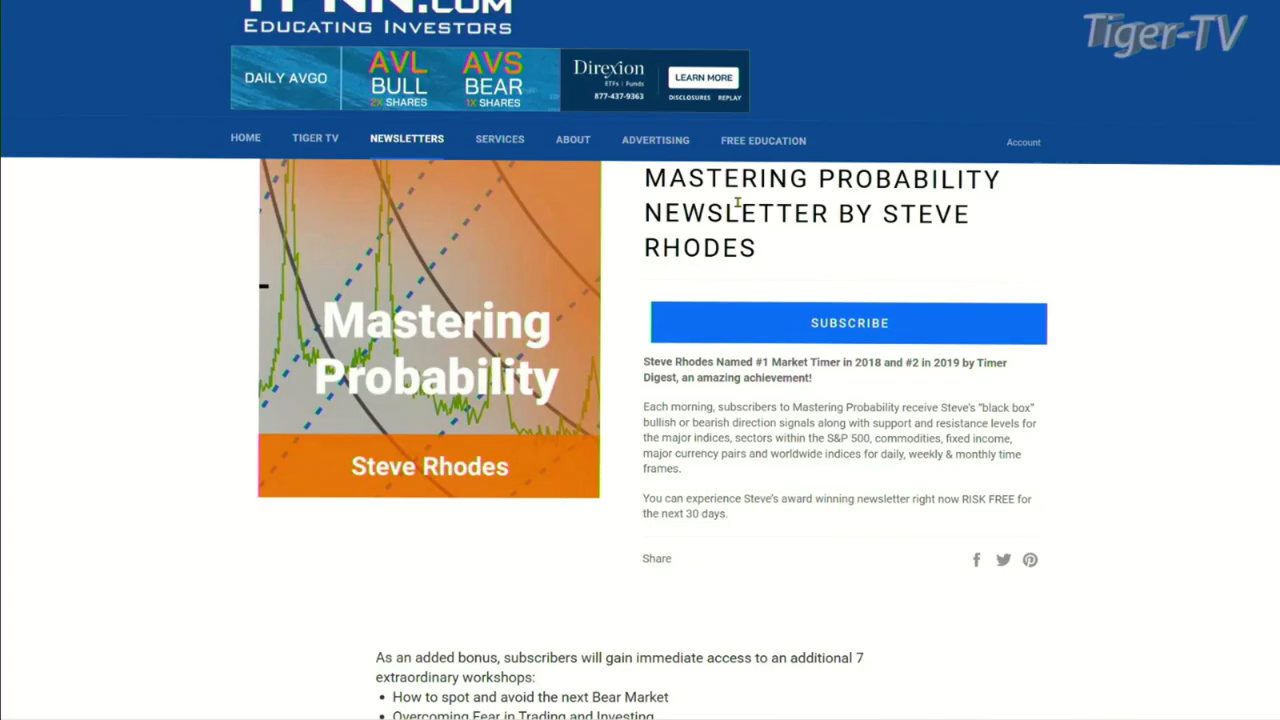 TFNN.COM
EDUCATING INVESTORS
Tiger-TV
DAILY AVGO
AVL
BULL
2X SHARES
AVS
BEAR
1X SHARES
Direxion
ETFs | Funds
877-437-9363
LEARN MORE
DISCLOSURES REPLAY
HOME TIGER TV NEWSLETTERS SERVICES ABOUT ADVERTISING FREE EDUCATION Account
Mastering
Probability
Steve Rhodes
MASTERING PROBABILITY
NEWSLETTER BY STEVE
RHODES
SUBSCRIBE
Steve Rhodes Named #1 Market Timer in 2018 and #2 in 2019 by Timer
Digest, an amazing achievement!
Each morning, subscribers to Mastering Probability receive Steve's "black box"
bullish or bearish direction signals along with support and resistance levels for
the major indices, sectors within the S&P 500, commodities, fixed income,
major currency pairs and worldwide indices for daily, weekly & monthly time
frames.
You can experience Steve's award winning newsletter right now RISK FREE for
the next 30 days.
Share
As an added bonus, subscribers will gain immediate access to an additional 7
extraordinary workshops:
• How to spot and avoid the next Bear Market
• Overcoming Fear in Trading and Investing